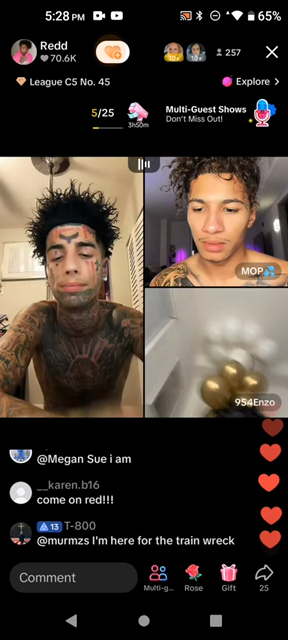 5:28 PM
65%
Redd
70.6K
10+
10+
257
League C5 No. 45
Explore >
5/25
3h50m
Multi-Guest Shows
Don't Miss Out!
MOP💦
954Enzo
@Megan Sue i am
__karen.b16
come on red!!!
13 T-800
@murmzs I'm here for the train wreck
Comment
Multi-g...
Rose
Gift
25